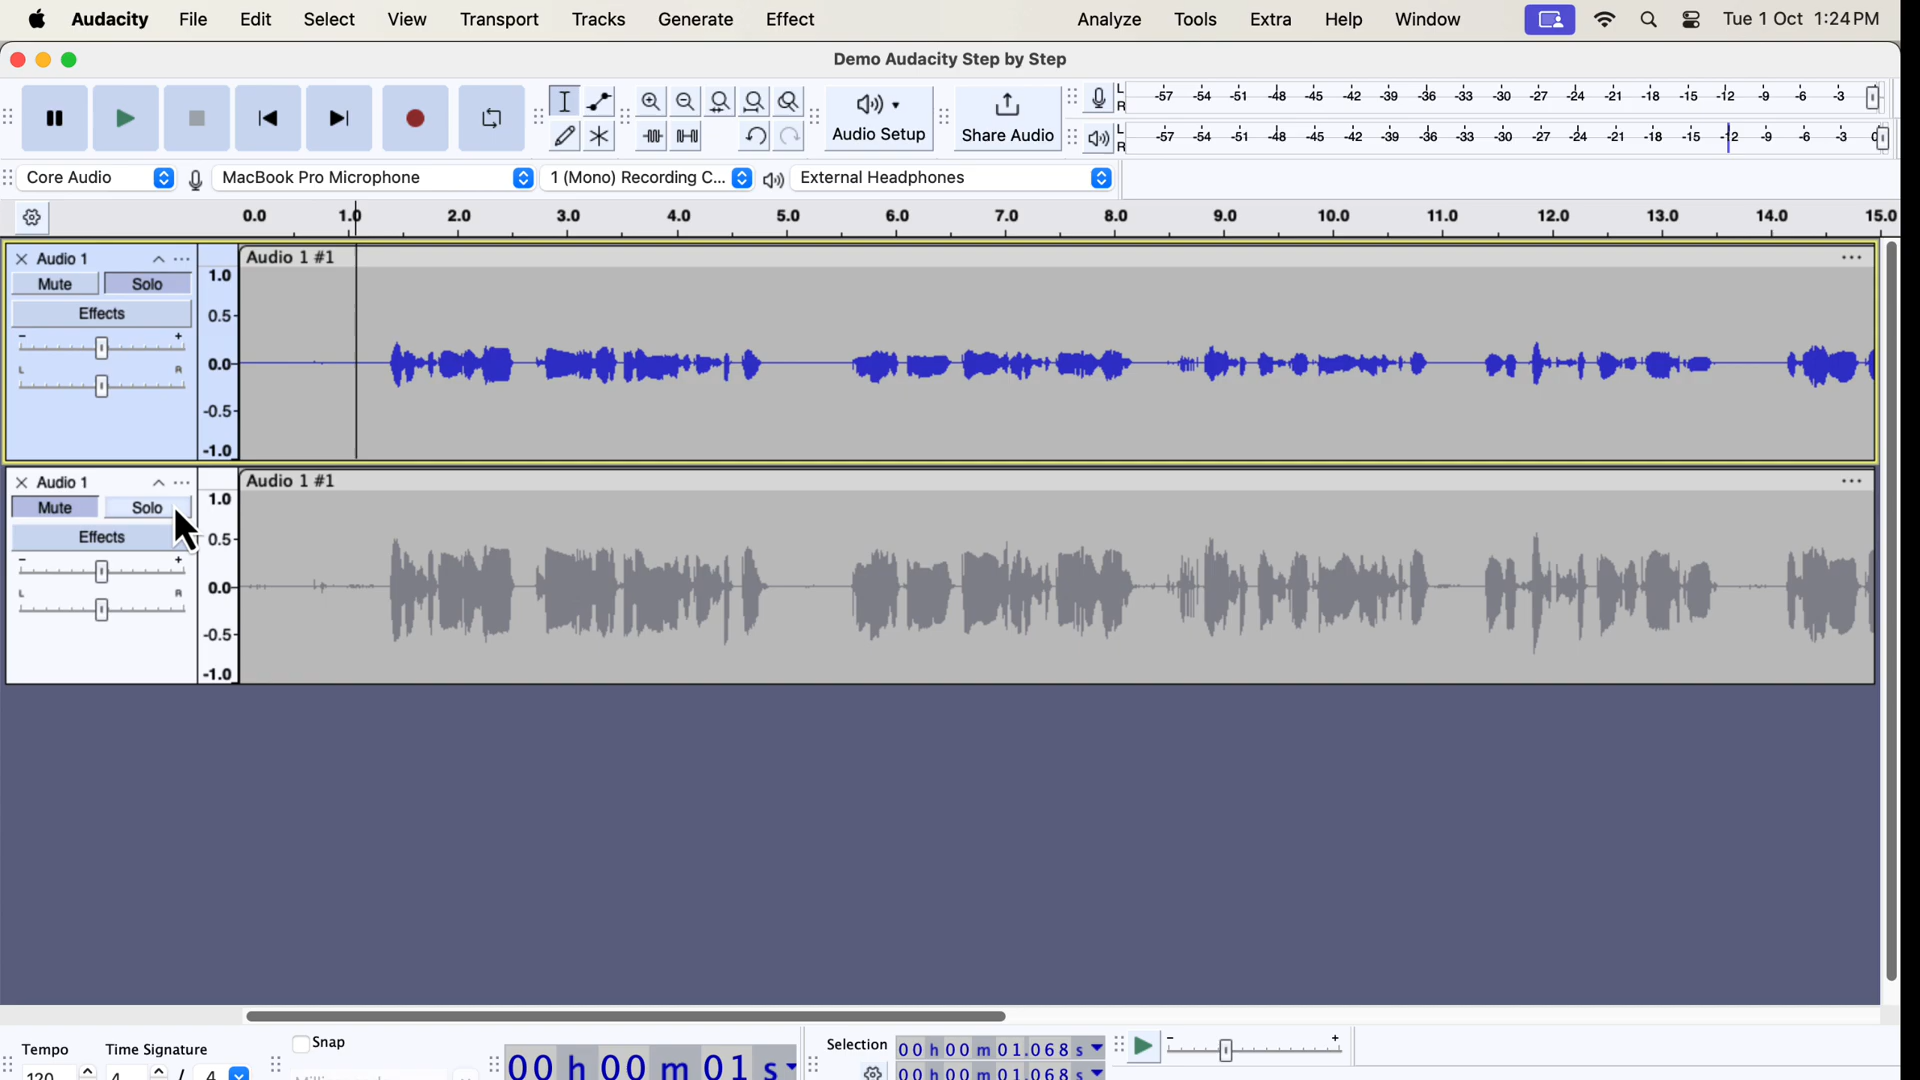 Audacity File Edit Select View Transport Tracks Generate Effect Analyze Tools Extra Help Window Tue 1 Oct 1:24 PM
Demo Audacity Step by Step
Audio Setup Share Audio
L -57 -54 -51 -48 -45 -42 -39 -36 -33 -30 -27 -24 -21 -18 -15 -12 -9 -6 -3
R
L -57 -54 -51 -48 -45 -42 -39 -36 -33 -30 -27 -24 -21 -18 -15 -12 -9 -6 -3 0
R
Core Audio MacBook Pro Microphone 1 (Mono) Recording C... External Headphones
0.0 1.0 2.0 3.0 4.0 5.0 6.0 7.0 8.0 9.0 10.0 11.0 12.0 13.0 14.0 15.0
Audio 1 Audio 1 #1
1.0
Mute Solo
Effects 0.5
- +
0.0
L R
-0.5
-1.0
Audio 1 Audio 1 #1
1.0
Mute Solo
Effects 0.5
- +
0.0
L R
-0.5
-1.0
Tempo Time Signature Snap Selection 00 h 00 m 01.068 s - +
120 4 / 4 00 h 00 m 01 s 00 h 00 m 01.068 s